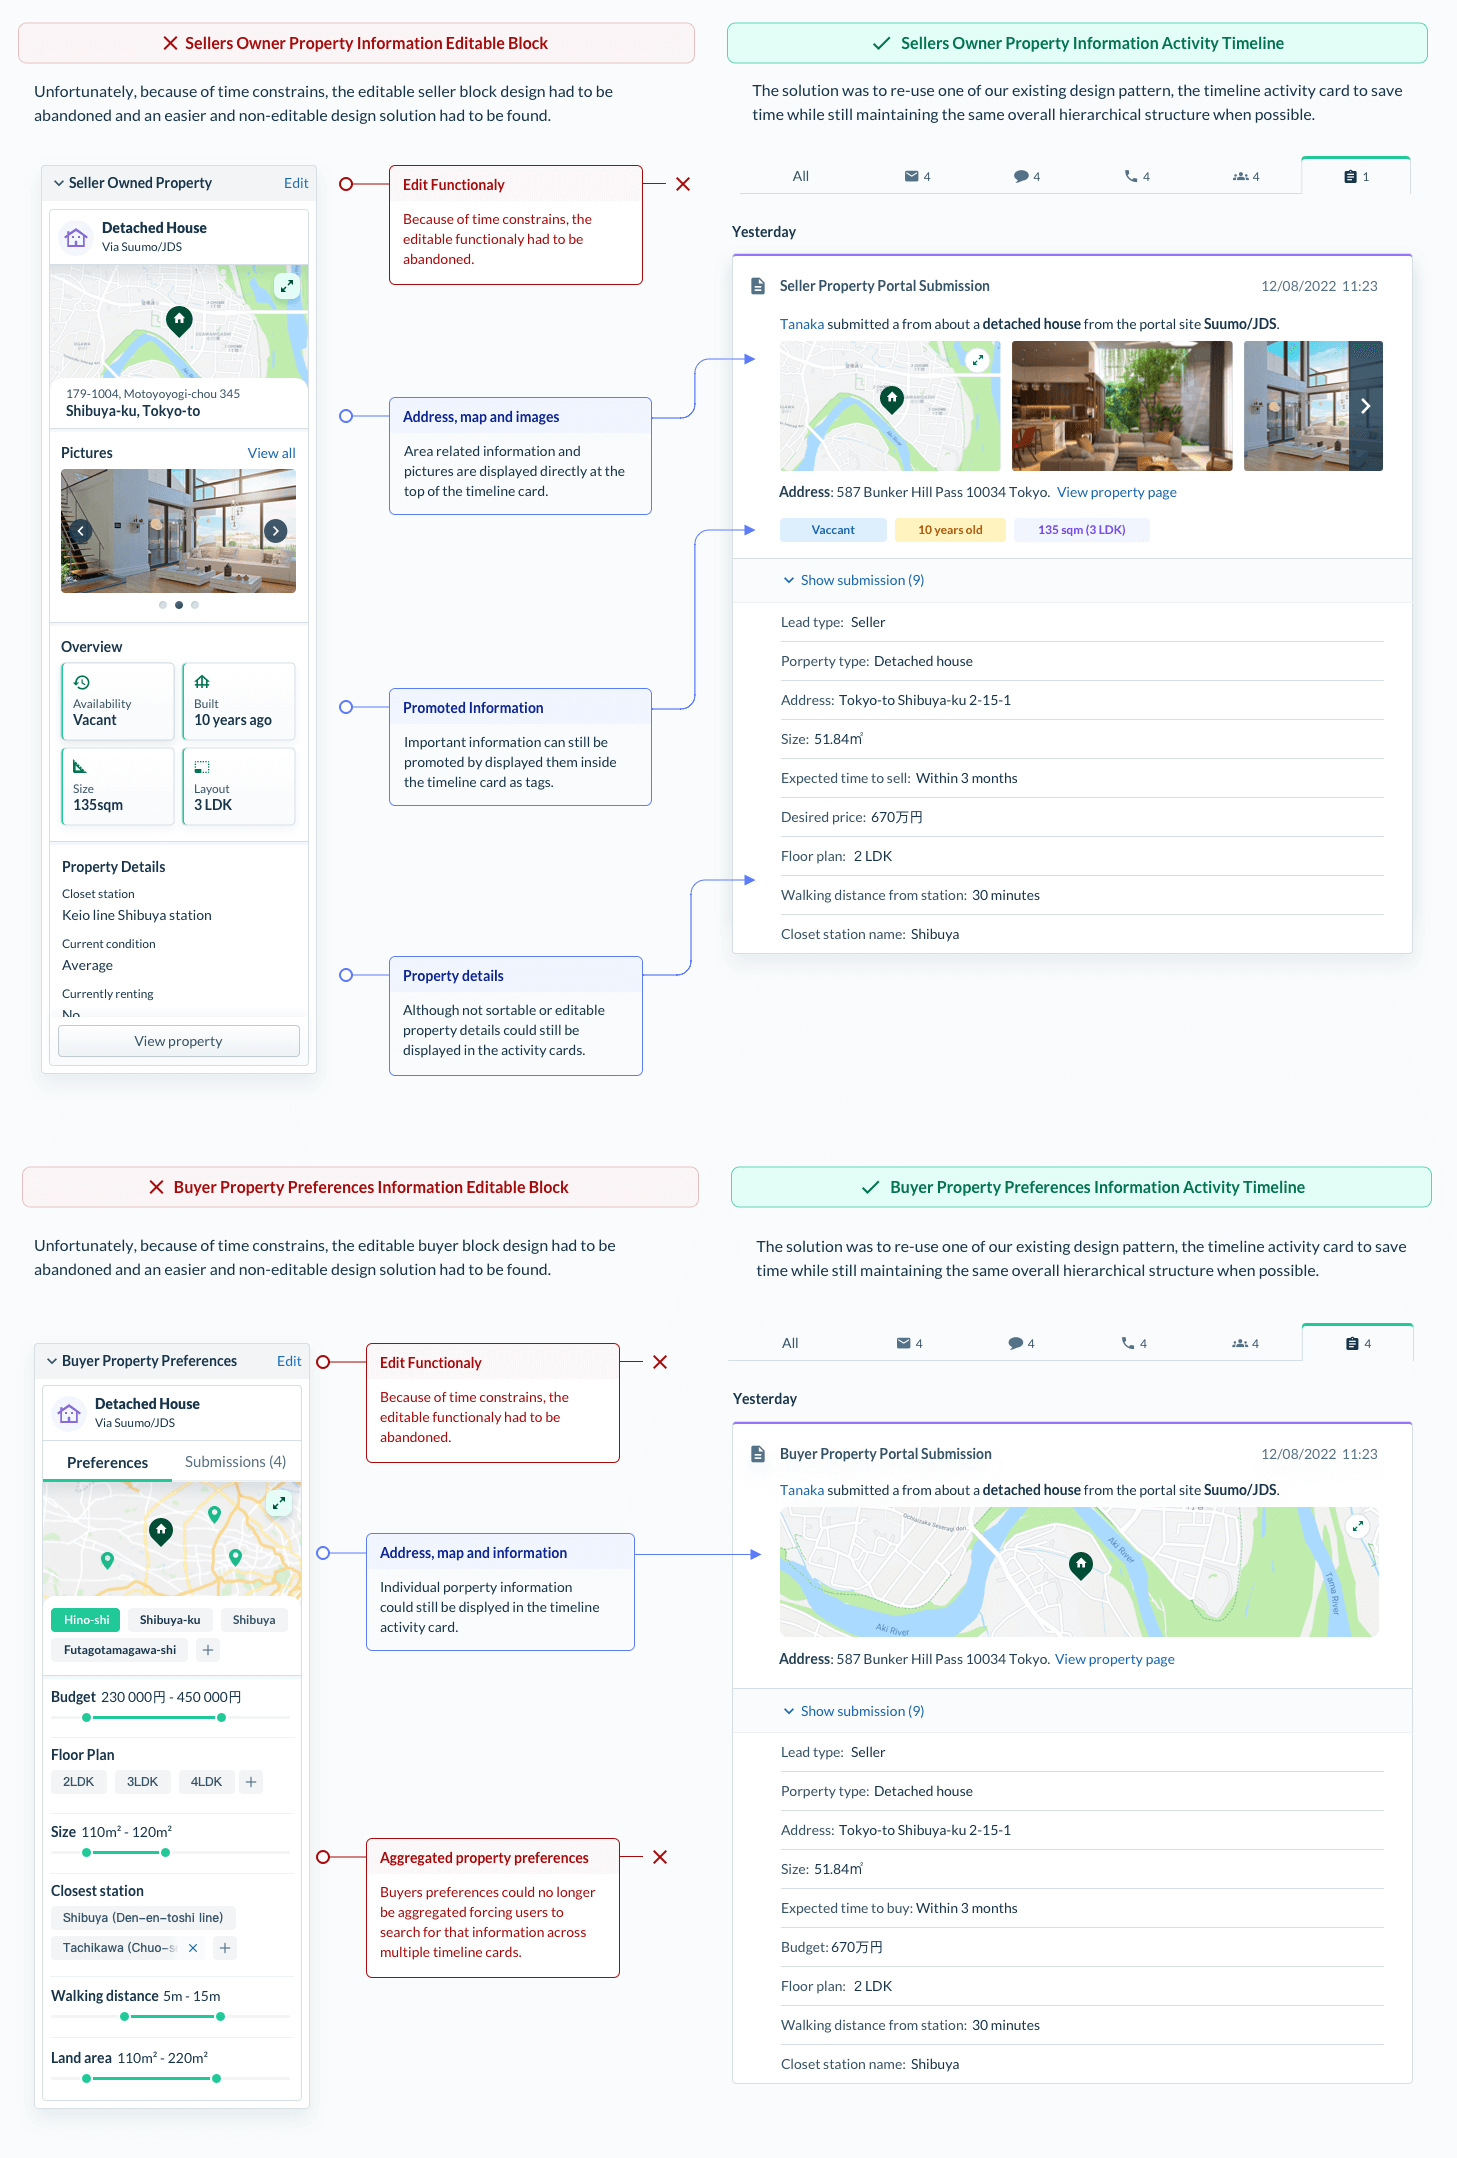 Sellers Owner Property Information Editable Block
Unfortunately, because of time constrains, the editable seller block design had to be
abandoned and an easier and non-editable design solution had to be found.
Seller Owned Property Edit
Detached House
Via Suumo/JDS
179-1004, Motoyoyogi-chou 345
Shibuya-ku, Tokyo-to
Pictures View all
Overview
Availability
Vacant
Built
10 years ago
Size
135sqm
Layout
3 LDK
Property Details
Closet station
Keio line Shibuya station
Current condition
Average
Currently renting
No
View property
Edit Functionaly
Because of time constrains, the
editable functionaly had to be
abandoned.
Address, map and images
Area related information and
pictures are displayed directly at the
top of the timeline card.
Promoted Information
Important information can still be
promoted by displayed them inside
the timeline card as tags.
Property details
Although not sortable or editable
property details could still be
displayed in the activity cards.
Sellers Owner Property Information Activity Timeline
The solution was to re-use one of our existing design pattern, the timeline activity card to save
time while still maintaining the same overall hierarchical structure when possible.
All 4 4 4 4 1
Yesterday
Seller Property Portal Submission 12/08/2022 11:23
Tanaka submitted a from about a detached house from the portal site Suumo/JDS.
Address: 587 Bunker Hill Pass 10034 Tokyo. View property page
Vaccant 10 years old 135 sqm (3 LDK)
Show submission (9)
Lead type: Seller
Porperty type: Detached house
Address: Tokyo-to Shibuya-ku 2-15-1
Size: 51.84㎡
Expected time to sell: Within 3 months
Desired price: 670万円
Floor plan: 2 LDK
Walking distance from station: 30 minutes
Closet station name: Shibuya
Buyer Property Preferences Information Editable Block
Unfortunately, because of time constrains, the editable buyer block design had to be
abandoned and an easier and non-editable design solution had to be found.
Buyer Property Preferences Edit
Detached House
Via Suumo/JDS
Preferences Submissions (4)
Hino-shi Shibuya-ku Shibuya
Futagotamagawa-shi +
Budget 230 000円 - 450 000円
Floor Plan
2LDK 3LDK 4LDK +
Size 110m² - 120m²
Closest station
Shibuya (Den-en-toshi line)
Tachikawa (Chuo-s × +
Walking distance 5m - 15m
Land area 110m² - 220m²
Edit Functionaly
Because of time constrains, the
editable functionaly had to be
abandoned.
Address, map and information
Individual porperty information
could still be displyed in the timeline
activity card.
Aggregated property preferences
Buyers preferences could no longer
be aggregated forcing users to
search for that information across
multiple timeline cards.
Buyer Property Preferences Information Activity Timeline
The solution was to re-use one of our existing design pattern, the timeline activity card to save
time while still maintaining the same overall hierarchical structure when possible.
All 4 4 4 4 4
Yesterday
Buyer Property Portal Submission 12/08/2022 11:23
Tanaka submitted a from about a detached house from the portal site Suumo/JDS.
Aki River
Aki River
Tama River
Address: 587 Bunker Hill Pass 10034 Tokyo. View property page
Show submission (9)
Lead type: Seller
Porperty type: Detached house
Address: Tokyo-to Shibuya-ku 2-15-1
Size: 51.84㎡
Expected time to buy: Within 3 months
Budget: 670万円
Floor plan: 2 LDK
Walking distance from station: 30 minutes
Closet station name: Shibuya